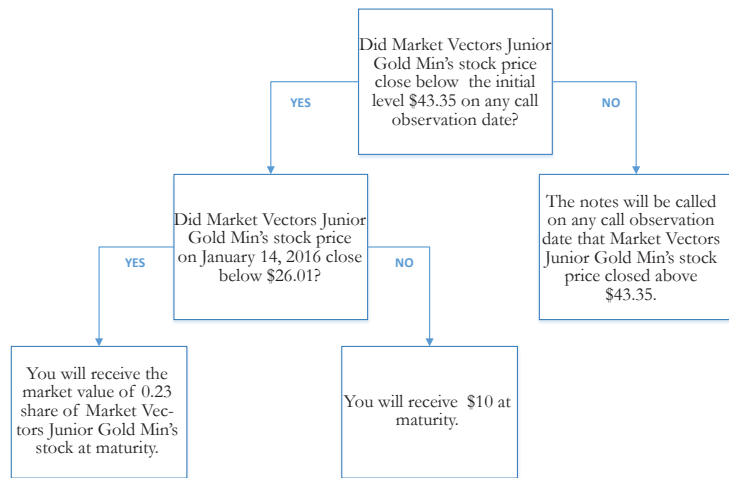 Did Market Vectors Junior
Gold Min’s stock price
close below the initial
level $43.35 on any call
observation date?
YES
NO
Did Market Vectors Junior
Gold Min’s stock price
on January 14, 2016 close
below $26.01?
The notes will be called
on any call observation
date that Market Vectors
Junior Gold Min’s stock
price closed above
$43.35.
YES
NO
You will receive the
market value of 0.23
share of Market Vec-
tors Junior Gold Min’s
stock at maturity.
You will receive $10 at
maturity.